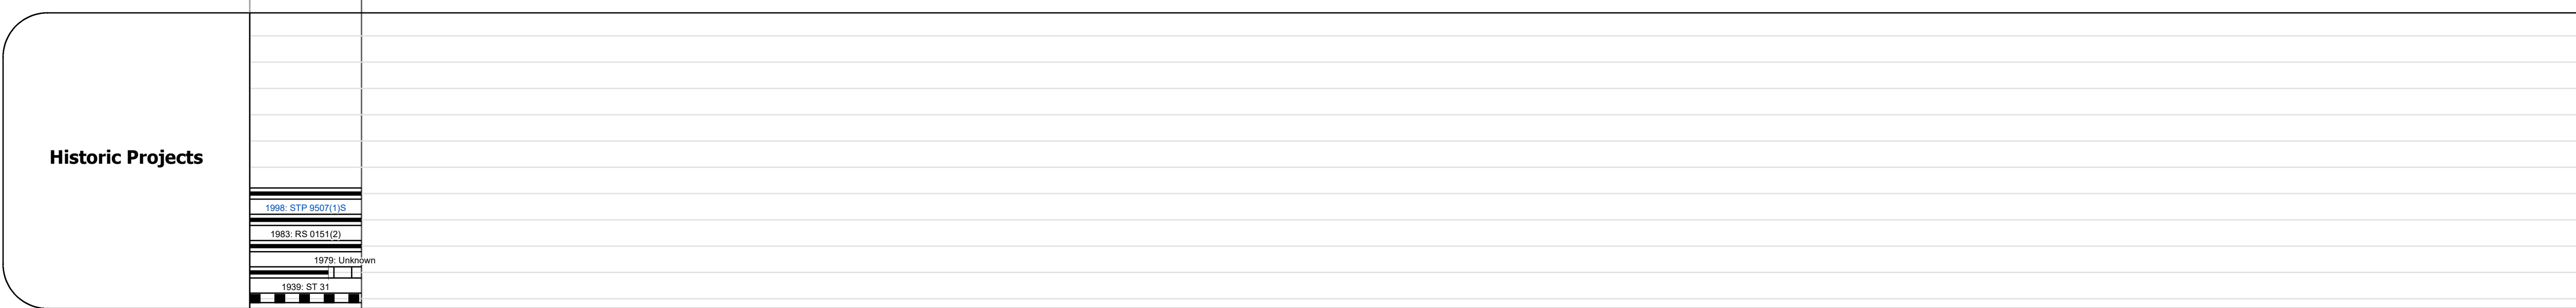 Historic Projects
1998: STP 9507(1)S
1983: RS 0151(2)
1979: Unknown
1939: ST 31